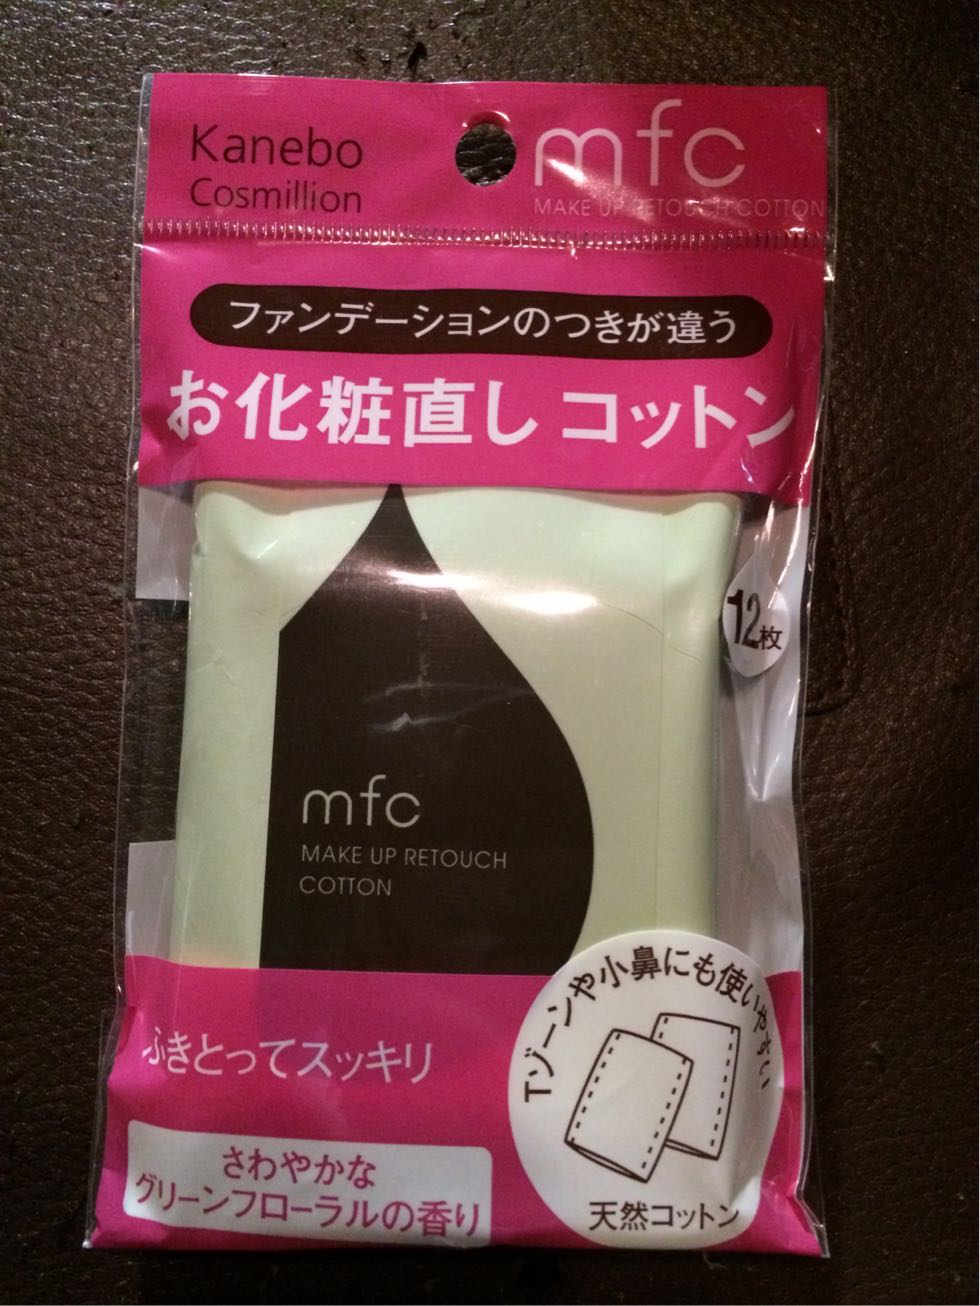 Kanebo
Cosmillion
mfc
MAKE UP RETOUCH COTTON
ファンデーションのつきが違う
お化粧直しコットン
12枚
mfc
MAKE UP RETOUCH
COTTON
Tゾーンや小鼻にも使いやすい
ふきとってスッキリ
さわやかな
グリーンフローラルの香り
天然コットン